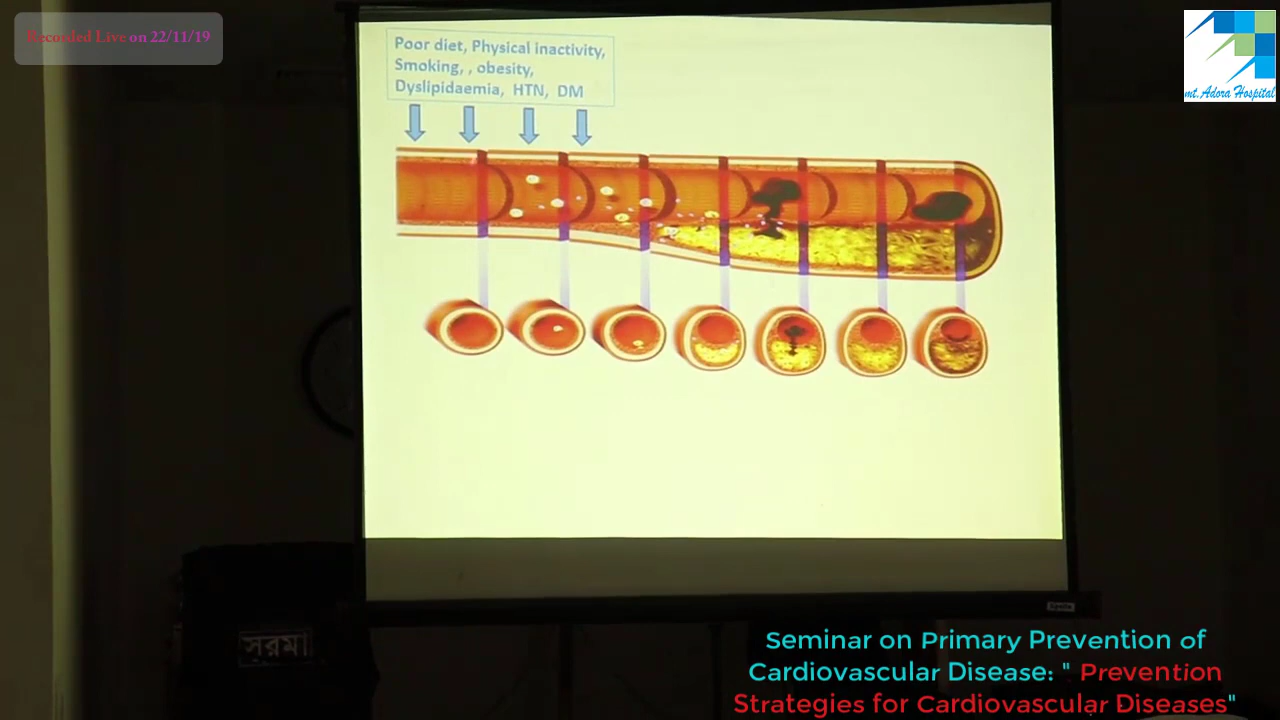 Recorded Live on 22/11/19
mt.Adora Hospital
Poor diet, Physical inactivity,
Smoking, , obesity,
Dyslipidaemia, HTN, DM
সুরমা
Seminar on Primary Prevention of
Cardiovascular Disease: " Prevention
Strategies for Cardiovascular Diseases"